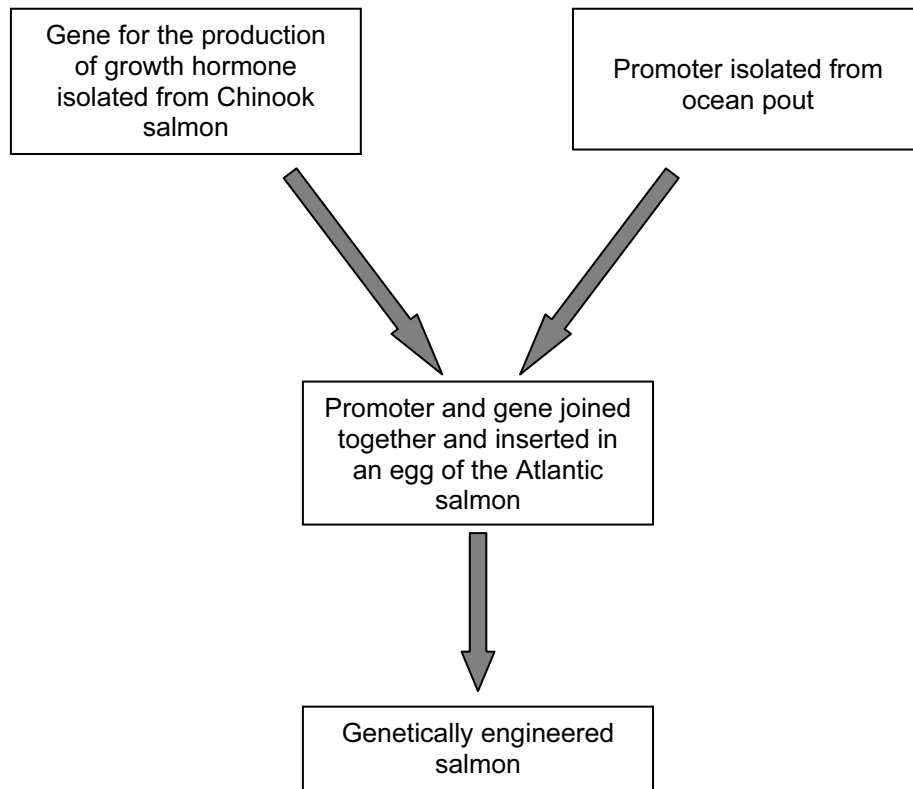 Gene for the production
of growth hormone
isolated from Chinook
salmon
Promoter isolated from
ocean pout
Promoter and gene joined
together and inserted in
an egg of the Atlantic
salmon
Genetically engineered
salmon